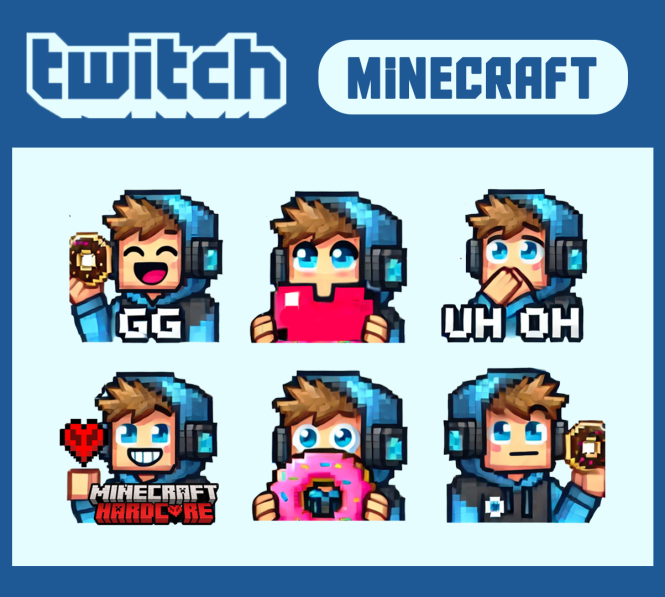 twitch
MINECRAFT
GG
UH OH
MINECRAFT
HARDCORE